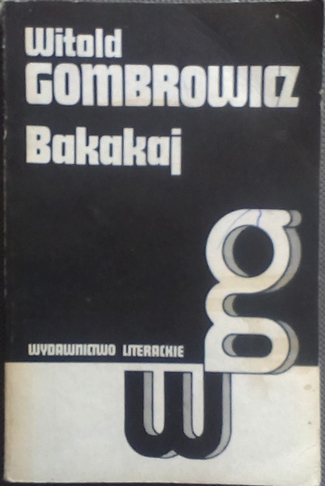 Witold
GOMBROWICZ
Bakakaj
g
WYDAWNICTWO LITERACKIE
w